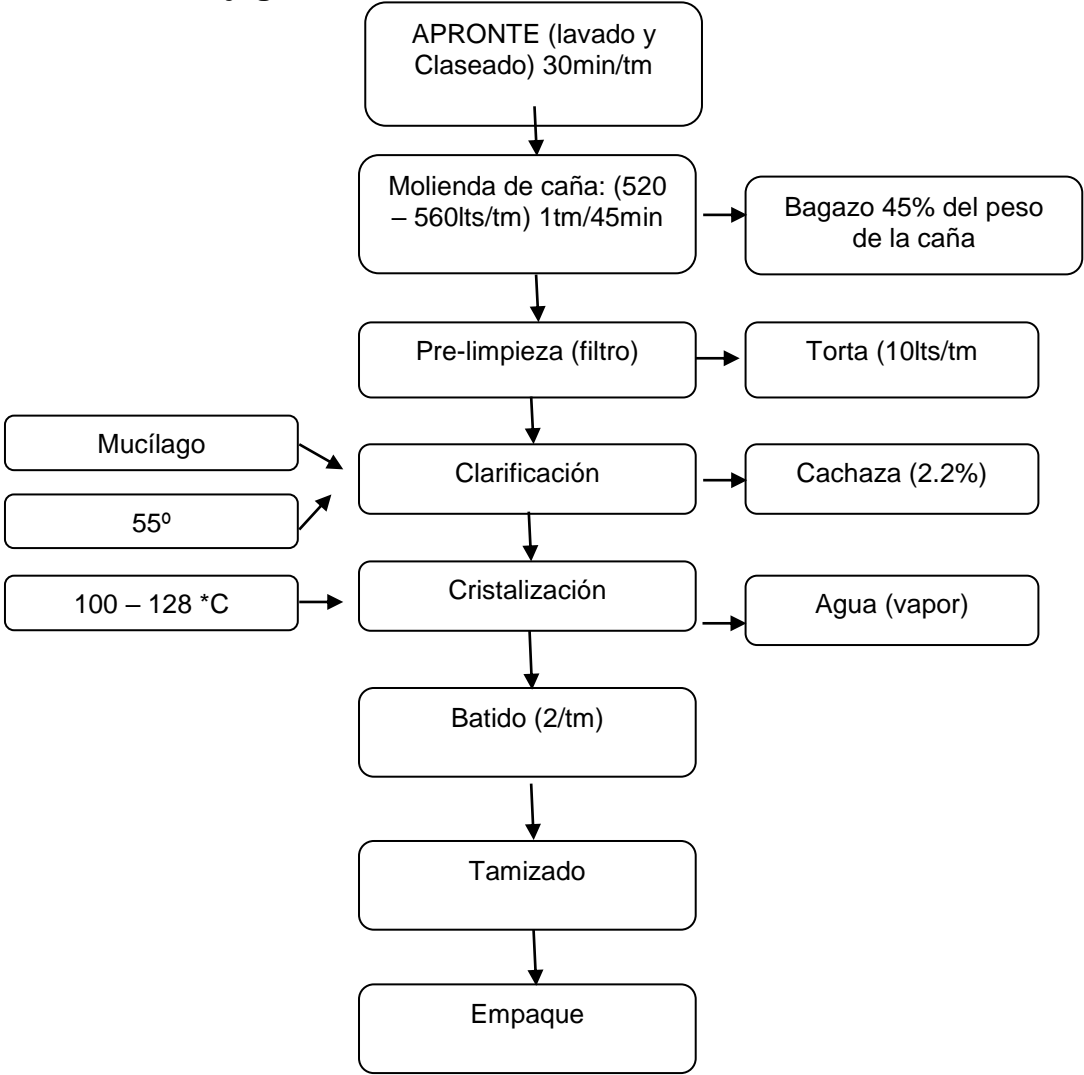 APRONTE (lavado y
Claseado) 30min/tm
Molienda de caña: (520
– 560lts/tm) 1tm/45min
Bagazo 45% del peso
de la caña
Pre-limpieza (filtro)
Torta (10lts/tm
Mucílago
Clarificación
Cachaza (2.2%)
55º
100 – 128 *C
Cristalización
Agua (vapor)
Batido (2/tm)
Tamizado
Empaque